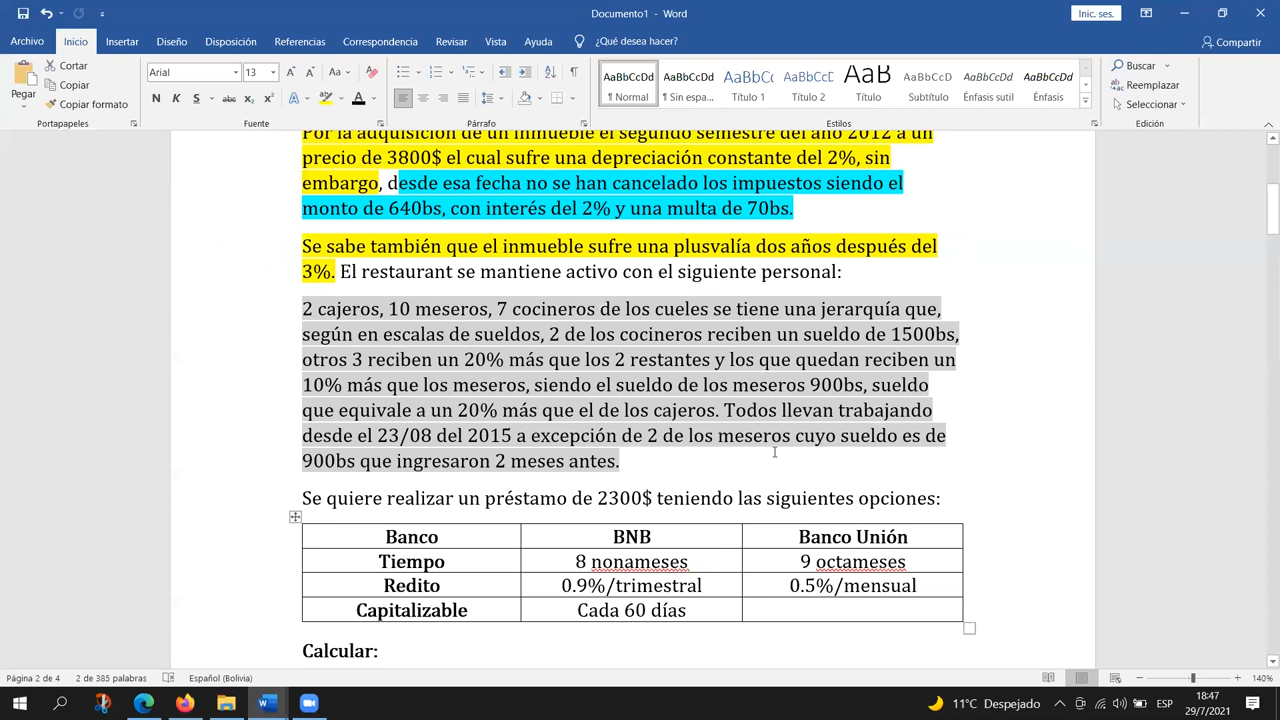 Documento1 - Word
Inic. ses.
Archivo Inicio Insertar Diseño Disposición Referencias Correspondencia Revisar Vista Ayuda ¿Qué desea hacer? Compartir
Pegar
Cortar
Copiar
Copiar formato
Portapapeles
Arial 13
Fuente
Párrafo
AaBbCcDd AaBbCcDd AaBbCc AaBbCcC AaB AaBbCcD AaBbCcDd AaBbCcDd
¶ Normal ¶ Sin espa... Título 1 Título 2 Título Subtítulo Énfasis sutil Énfasis
Estilos
Buscar
Reemplazar
Seleccionar
Edición
Por la adquisición de un inmueble el segundo semestre del año 2012 a un
precio de 3800$ el cual sufre una depreciación constante del 2%, sin
embargo, desde esa fecha no se han cancelado los impuestos siendo el
monto de 640bs, con interés del 2% y una multa de 70bs.
Se sabe también que el inmueble sufre una plusvalía dos años después del
3%. El restaurant se mantiene activo con el siguiente personal:
2 cajeros, 10 meseros, 7 cocineros de los cueles se tiene una jerarquía que,
según en escalas de sueldos, 2 de los cocineros reciben un sueldo de 1500bs,
otros 3 reciben un 20% más que los 2 restantes y los que quedan reciben un
10% más que los meseros, siendo el sueldo de los meseros 900bs, sueldo
que equivale a un 20% más que el de los cajeros. Todos llevan trabajando
desde el 23/08 del 2015 a excepción de 2 de los meseros cuyo sueldo es de
900bs que ingresaron 2 meses antes.
Se quiere realizar un préstamo de 2300$ teniendo las siguientes opciones:
Banco BNB Banco Unión
Tiempo 8 nonameses 9 octameses
Redito 0.9%/trimestral 0.5%/mensual
Capitalizable Cada 60 días
Calcular:
Página 2 de 4 2 de 385 palabras Español (Bolivia) 140%
11°C Despejado ESP 18:47
29/7/2021